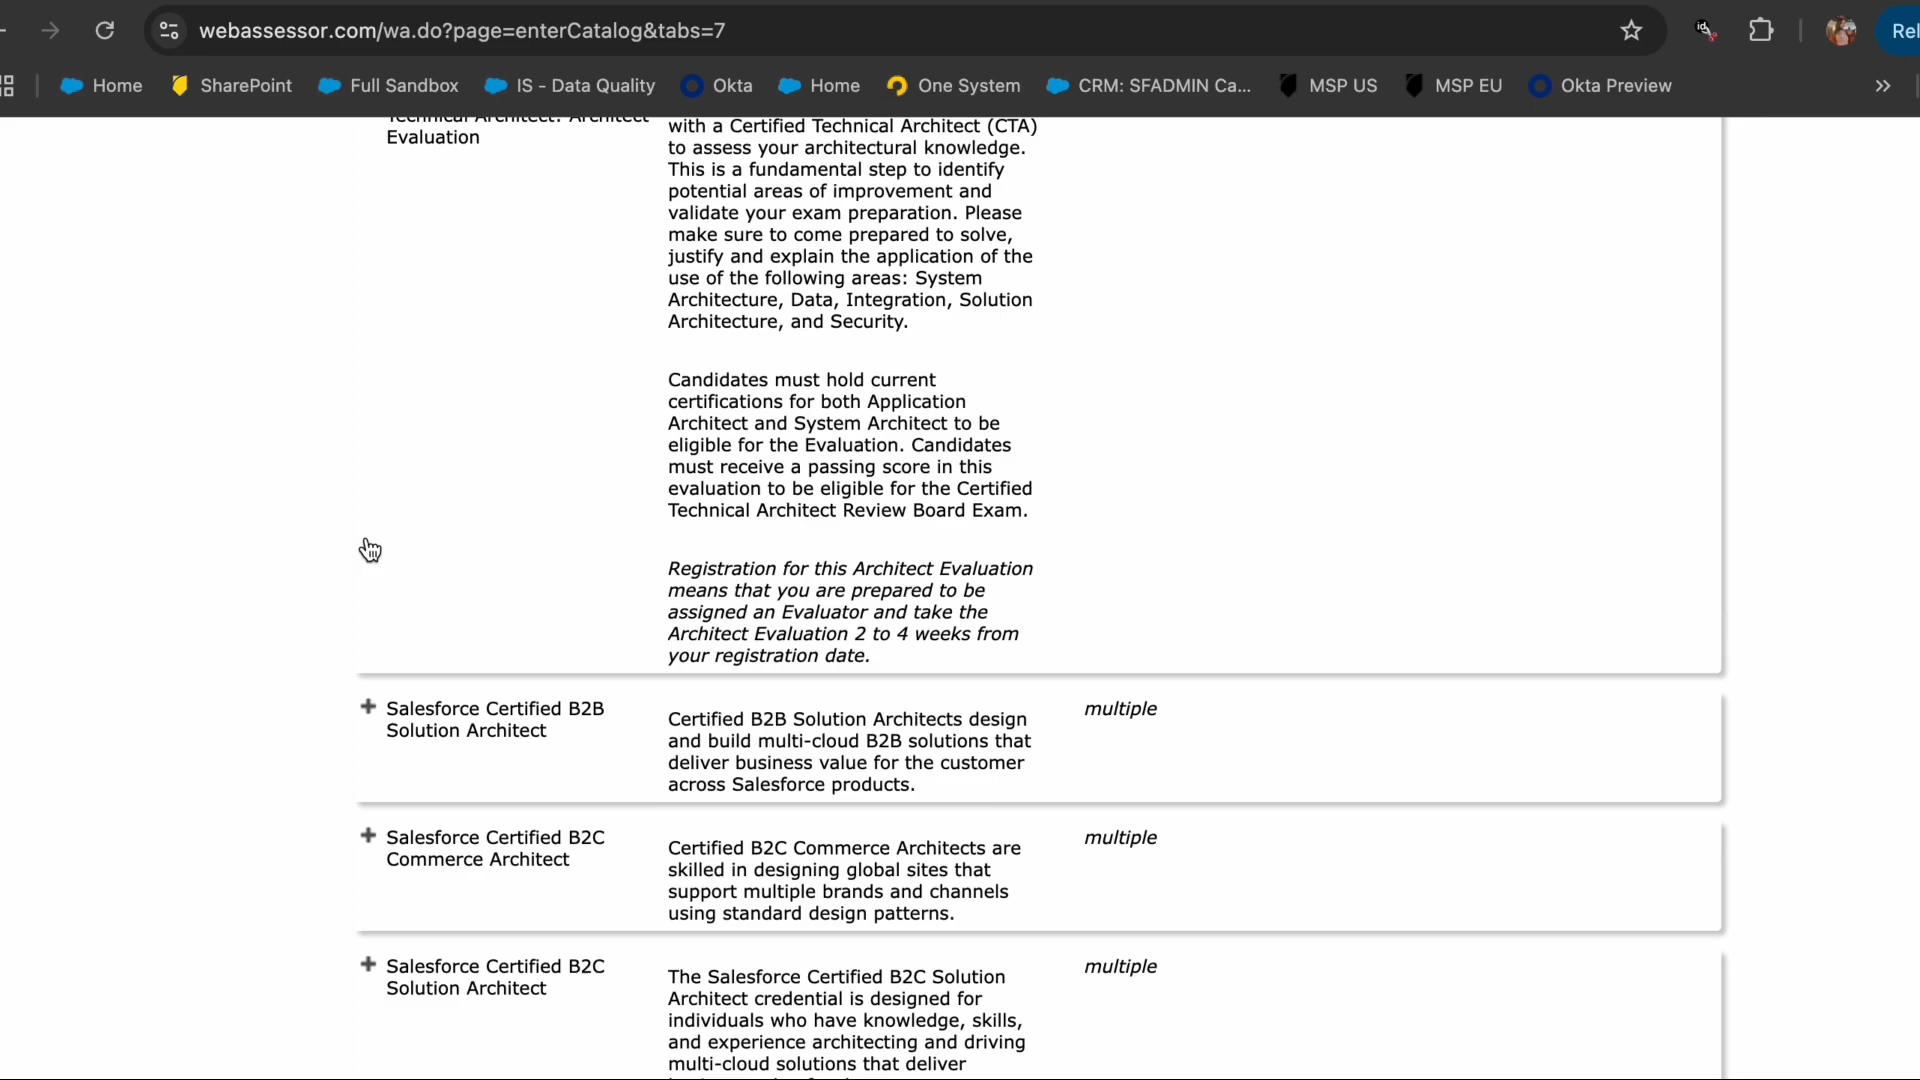 webassessor.com/wa.do?page=enterCatalog&tabs=7
Rel
Home
SharePoint
Full Sandbox
IS - Data Quality
Okta
Home
One System
CRM: SFADMIN Ca...
MSP US
MSP EU
Okta Preview
Technical Architect: Architect
Evaluation
with a Certified Technical Architect (CTA)
to assess your architectural knowledge.
This is a fundamental step to identify
potential areas of improvement and
validate your exam preparation. Please
make sure to come prepared to solve,
justify and explain the application of the
use of the following areas: System
Architecture, Data, Integration, Solution
Architecture, and Security.
Candidates must hold current
certifications for both Application
Architect and System Architect to be
eligible for the Evaluation. Candidates
must receive a passing score in this
evaluation to be eligible for the Certified
Technical Architect Review Board Exam.
Registration for this Architect Evaluation
means that you are prepared to be
assigned an Evaluator and take the
Architect Evaluation 2 to 4 weeks from
your registration date.
Salesforce Certified B2B
Solution Architect
Certified B2B Solution Architects design
and build multi-cloud B2B solutions that
deliver business value for the customer
across Salesforce products.
multiple
Salesforce Certified B2C
Commerce Architect
Certified B2C Commerce Architects are
skilled in designing global sites that
support multiple brands and channels
using standard design patterns.
multiple
Salesforce Certified B2C
Solution Architect
The Salesforce Certified B2C Solution
Architect credential is designed for
individuals who have knowledge, skills,
and experience architecting and driving
multi-cloud solutions that deliver
multiple